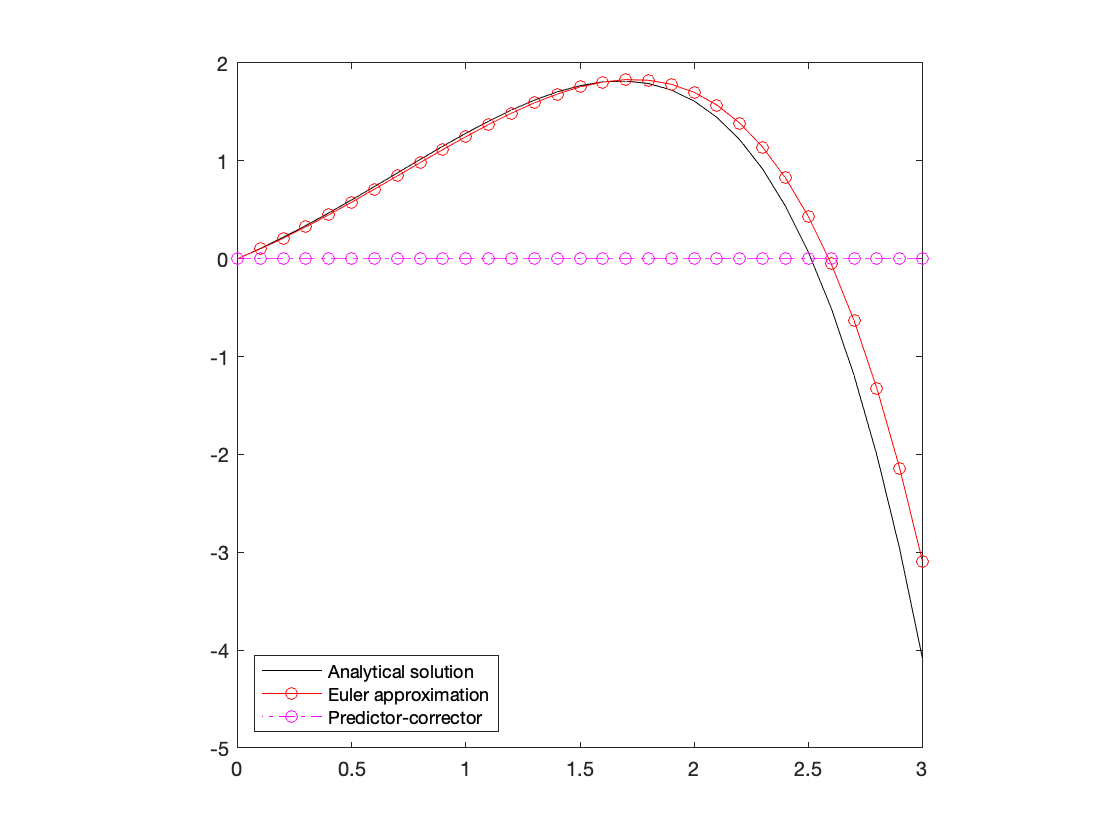 2
1
0
-1
-2
-3
-4
-5
0 0.5 1 1.5 2 2.5 3
Analytical solution
Euler approximation
Predictor-corrector